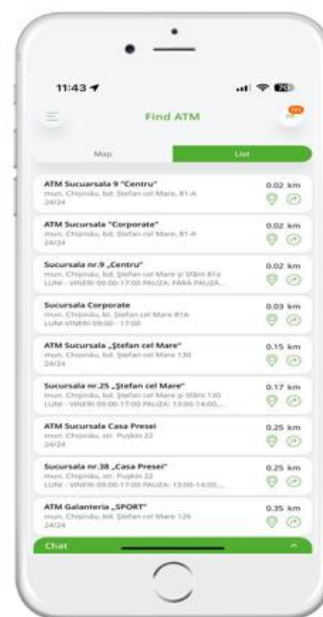 11:43
70
Find ATM
Map
List
ATM Sucuarsala 9 "Centru"
0.02 km
mun. Chișinău, bd. Ștefan cel Mare, 81-A
24/24
ATM Sucursala "Corporate"
0.02 km
mun. Chișinău, bd. Ștefan cel Mare, 81-A
24/24
Sucursala nr.9 „Centru"
0.02 km
mun. Chișinău, bd. Ștefan cel Mare și Sfânt 81a
LUNI - VINERI 09:00-17:00 PAUZA: FĂRĂ PAUZĂ...
Sucursala Corporate
0.03 km
mun. Chișinău, bl. Ștefan cel Mare 81A
LUNI-VINERI 09:00 - 17:00
ATM Sucursala „Ștefan cel Mare"
0.15 km
mun. Chișinău, bd. Ștefan cel Mare 130
24/24
Sucursala nr.25 „Ștefan cel Mare"
0.17 km
mun. Chișinău, bd. Ștefan cel Mare și Sfânt 130
LUNI - VINERI 09:00-17:00 PAUZA: 13:00-14:00,...
ATM Sucursala Casa Presei
0.25 km
mun. Chișinău, str. Pușkin 22
24/24
Sucursala nr.38 „Casa Presei"
0.25 km
mun. Chișinău, str. Pușkin 22
LUNI - VINERI 09:00-17:00 PAUZA: 13:00-14:00,...
ATM Galanteria „SPORT"
0.35 km
mun. Chișinău, bd. Ștefan cel Mare 126
24/24
Chat